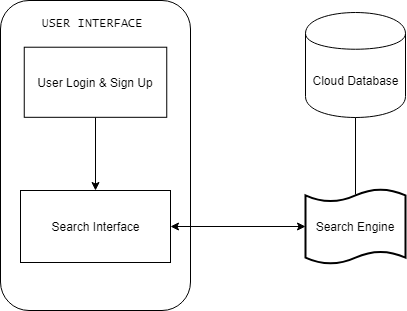 USER INTERFACE
User Login & Sign Up
Cloud Database
Search Interface
Search Engine